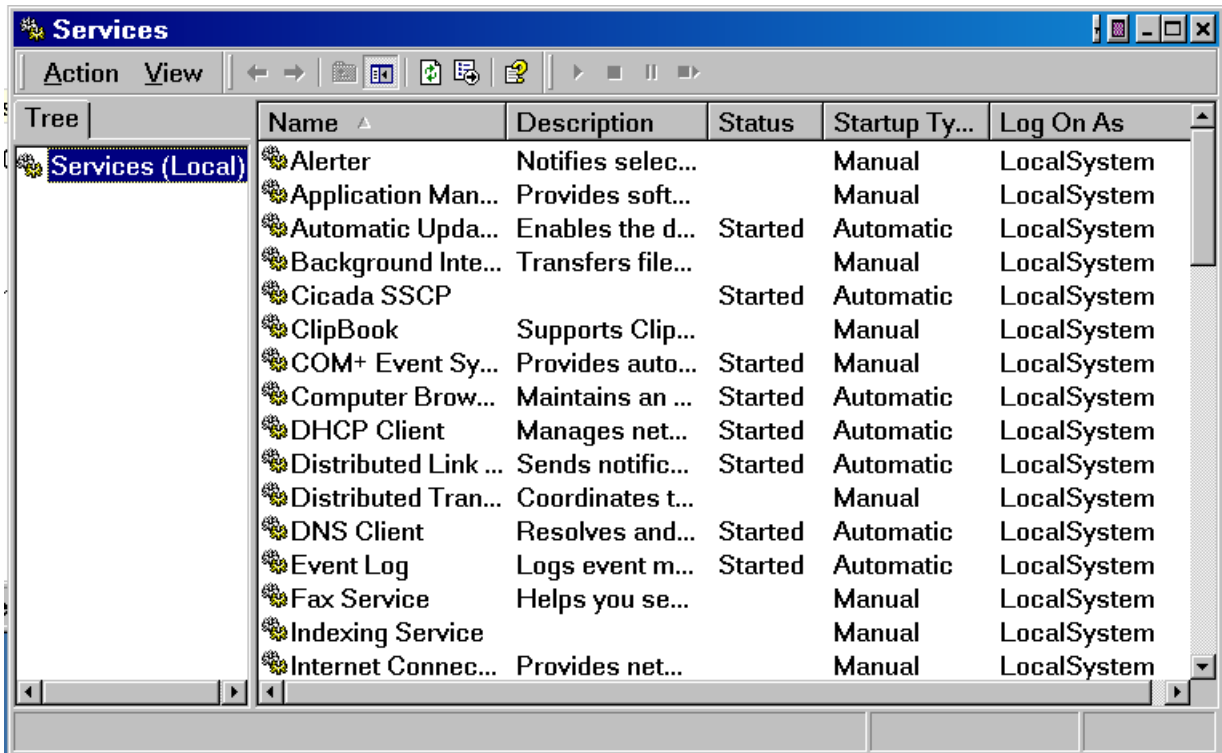 Services
Action View
Tree
Name Description Status Startup Ty... Log On As
Services (Local)
Alerter Notifies selec... Manual LocalSystem
Application Man... Provides soft... Manual LocalSystem
Automatic Upda... Enables the d... Started Automatic LocalSystem
Background Inte... Transfers file... Manual LocalSystem
Cicada SSCP Started Automatic LocalSystem
ClipBook Supports Clip... Manual LocalSystem
COM+ Event Sy... Provides auto... Started Manual LocalSystem
Computer Brow... Maintains an ... Started Automatic LocalSystem
DHCP Client Manages net... Started Automatic LocalSystem
Distributed Link ... Sends notific... Started Automatic LocalSystem
Distributed Tran... Coordinates t... Manual LocalSystem
DNS Client Resolves and... Started Automatic LocalSystem
Event Log Logs event m... Started Automatic LocalSystem
Fax Service Helps you se... Manual LocalSystem
Indexing Service Manual LocalSystem
Internet Connec... Provides net... Manual LocalSystem